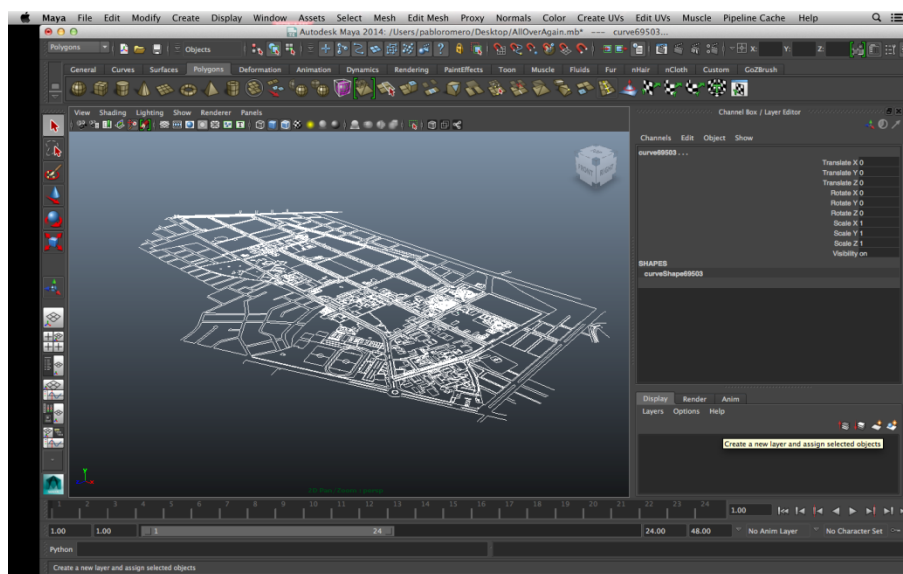 Maya File Edit Modify Create Display Window Assets Select Mesh Edit Mesh Proxy Normals Color Create UVs Edit UVs Muscle Pipeline Cache Help
Autodesk Maya 2014: /Users/pabloromero/Desktop/AllOverAgain.mb* --- curve69503...
Polygons Objects X: Y: Z:
General Curves Surfaces Polygons Deformation Animation Dynamics Rendering PaintEffects Toon Muscle Fluids Fur nHair nCloth Custom GoZBrush
View Shading Lighting Show Renderer Panels
Channel Box / Layer Editor
Channels Edit Object Show
curve69503 . . .
Translate X 0
Translate Y 0
Translate Z 0
Rotate X 0
Rotate Y 0
Rotate Z 0
Scale X 1
Scale Y 1
Scale Z 1
Visibility on
SHAPES
curveShape69503
FRONT RIGHT
Display Render Anim
Layers Options Help
Create a new layer and assign selected objects
1 2 3 4 5 6 7 8 9 10 11 12 13 14 15 16 17 18 19 20 21 22 23 24 1.00
1.00 1.00 1 24 24.00 48.00 No Anim Layer No Character Set
Python
Create a new layer and assign selected objects